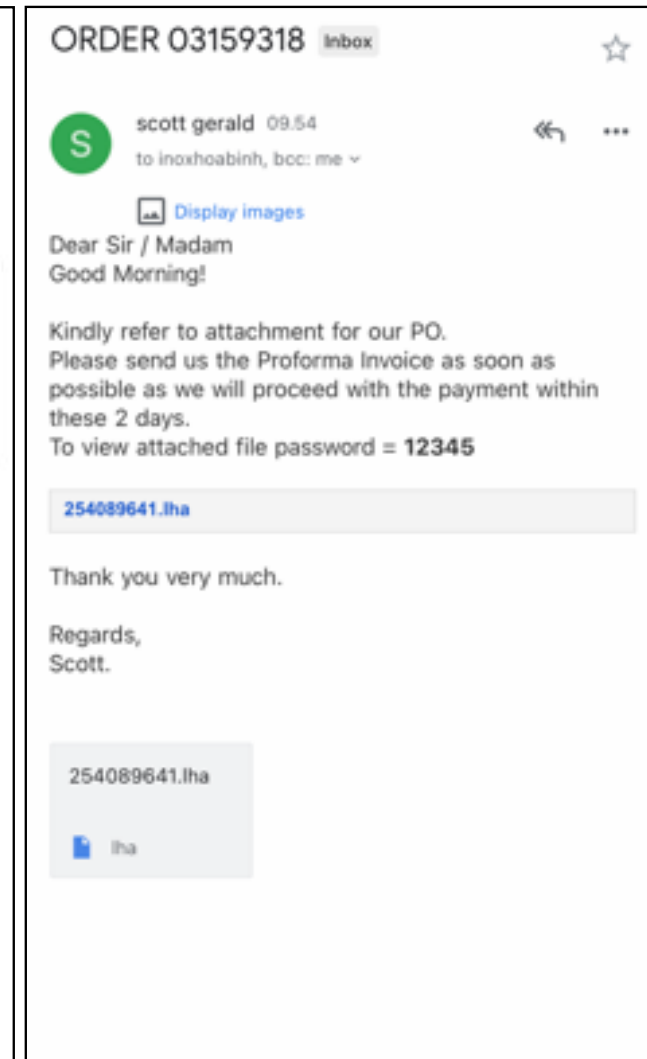 ORDER 03159318 Inbox
S
scott gerald 09.54
to inoxhoabinh, bcc: me
Display images
Dear Sir / Madam
Good Morning!
Kindly refer to attachment for our PO.
Please send us the Proforma Invoice as soon as
possible as we will proceed with the payment within
these 2 days.
To view attached file password = 12345
254089641.lha
Thank you very much.
Regards,
Scott.
254089641.lha
lha